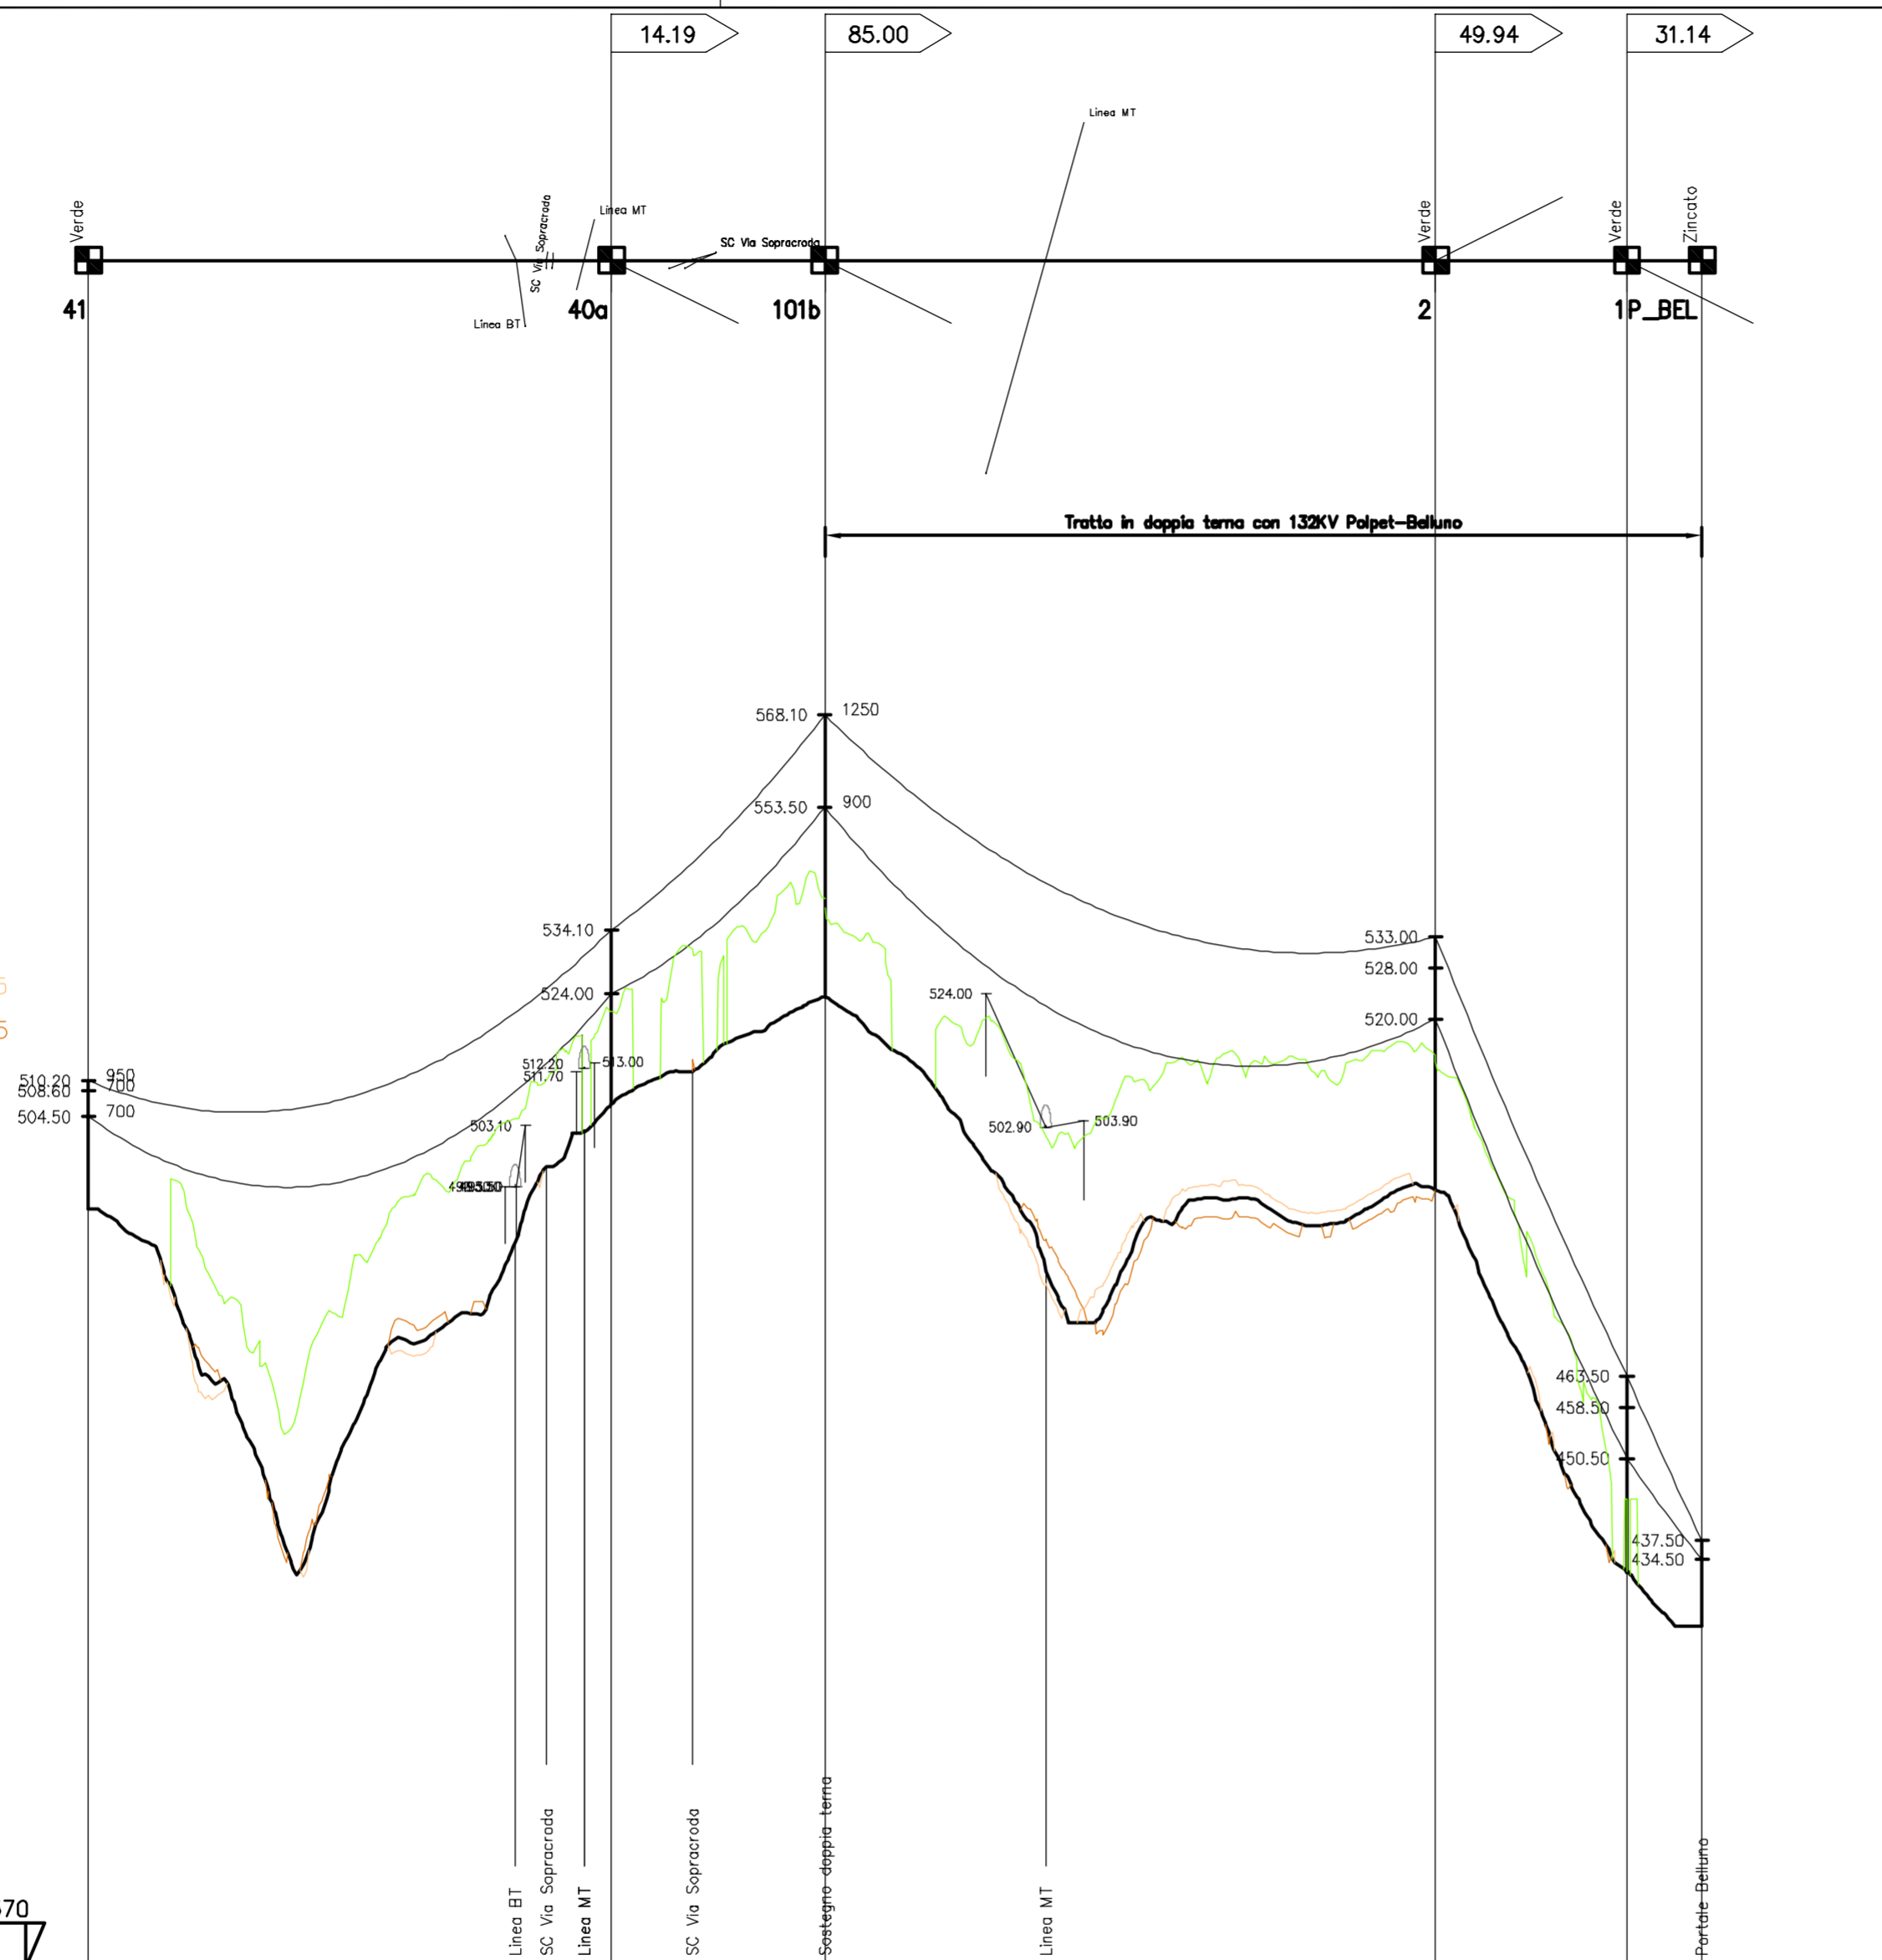 14.19
85.00
49.94
31.14
Linea MT
Verde
SC Via Sopracroda
Linea MT
SC Via Sopracroda
Verde
Verde
Zincato
41
Linea BT
40a
101b
2
1P_BEL
Tratto in doppia terna con 132KV Polpet-Belluno
568.10
1250
553.50
900
534.10
533.00
528.00
524.00
524.00
520.00
510.20
950
508.60
700
504.50
700
512.20
511.70
513.00
503.10
502.90
503.90
463.50
458.50
450.50
437.50
434.50
Linea BT
SC Via Sopracroda
Linea MT
SC Via Sopracroda
Sostegno doppia terna
Linea MT
Portale Belluno